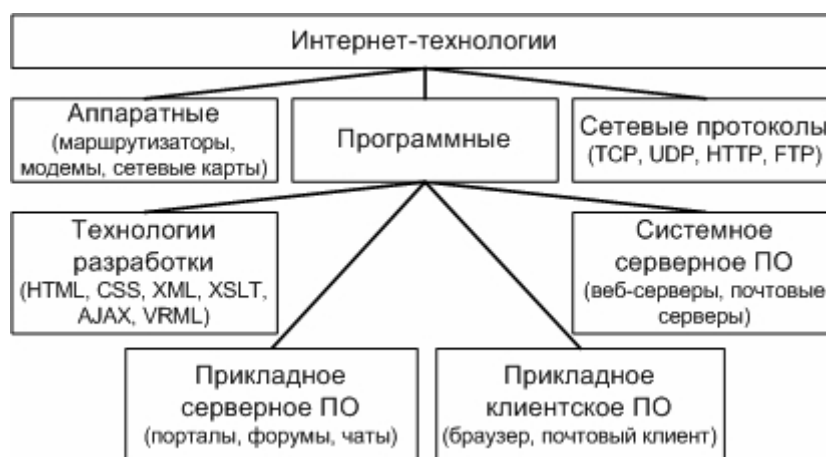 Интернет-технологии
Аппаратные
(маршрутизаторы,
модемы, сетевые карты)
Программные
Сетевые протоколы
(TCP, UDP, HTTP, FTP)
Технологии
разработки
(HTML, CSS, XML, XSLT,
AJAX, VRML)
Системное
серверное ПО
(веб-серверы, почтовые
серверы)
Прикладное
серверное ПО
(порталы, форумы, чаты)
Прикладное
клиентское ПО
(браузер, почтовый клиент)